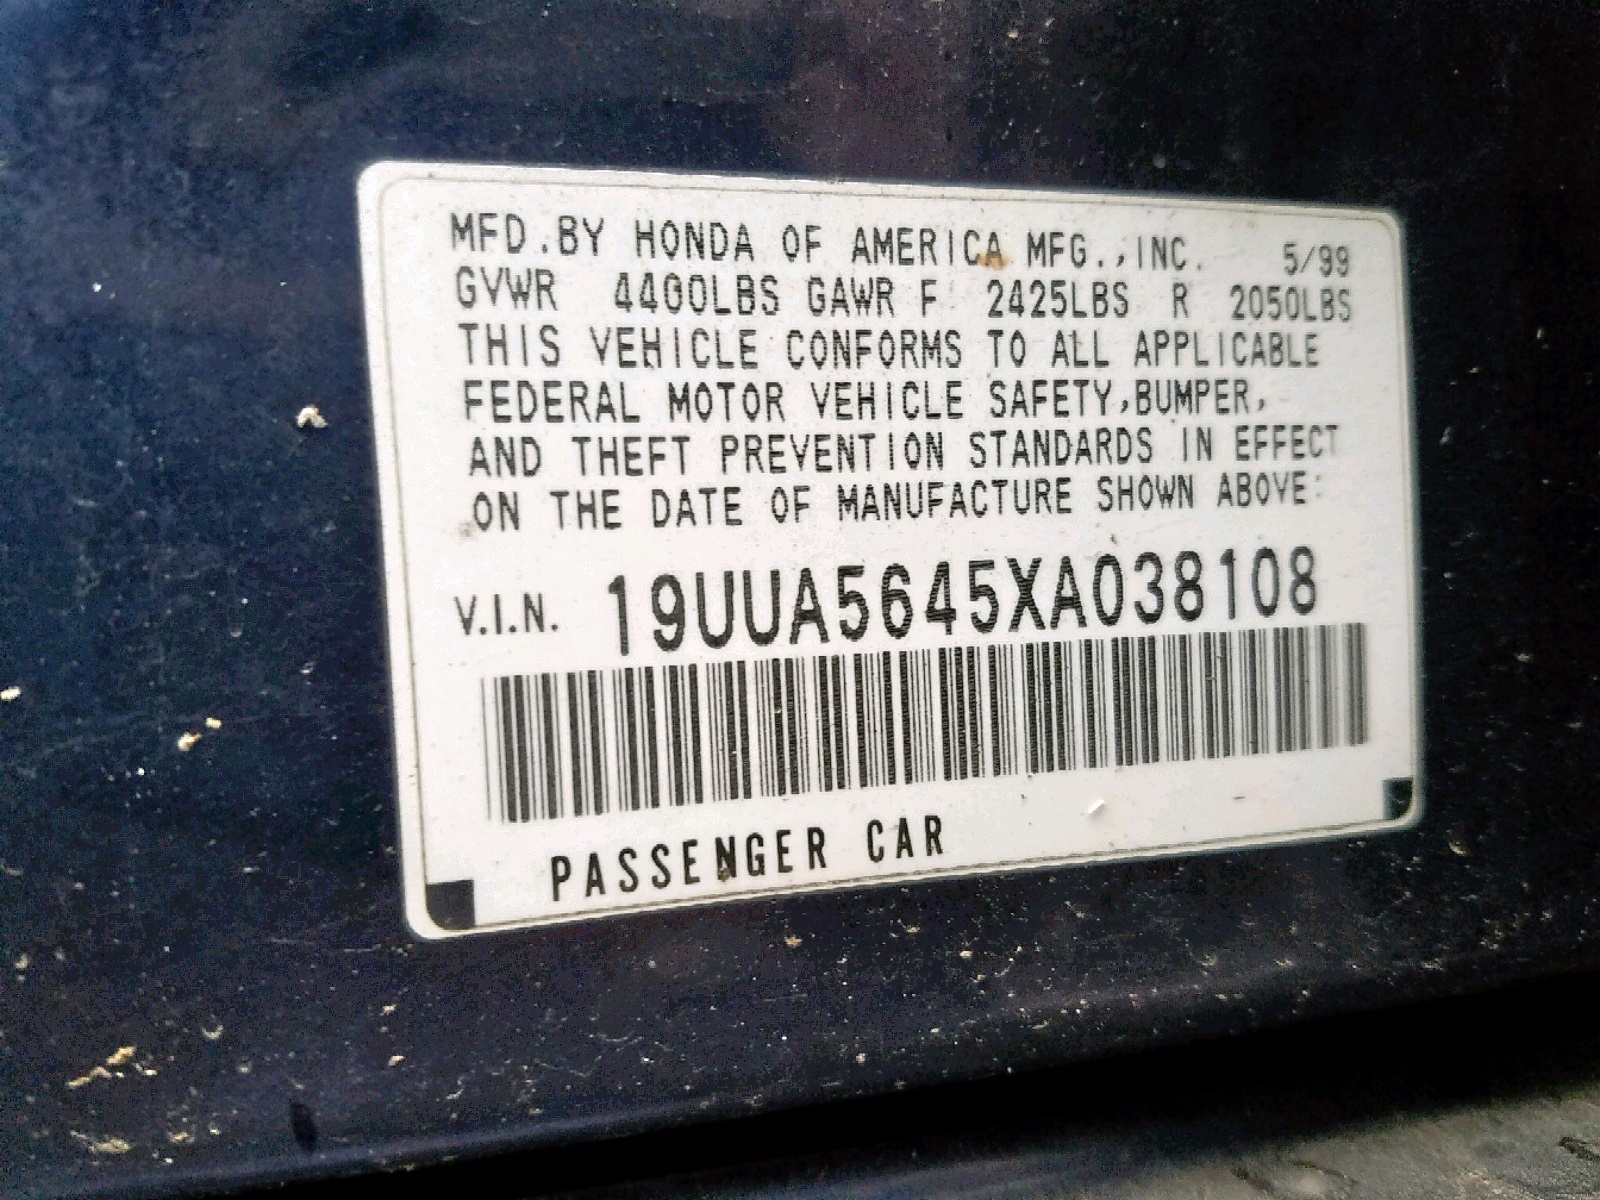 MFD.BY HONDA OF AMERICA MFG.,INC. 5/99
GVWR 4400LBS GAWR F 2425LBS R 2050LBS
THIS VEHICLE CONFORMS TO ALL APPLICABLE
FEDERAL MOTOR VEHICLE SAFETY,BUMPER,
AND THEFT PREVENTION STANDARDS IN EFFECT
ON THE DATE OF MANUFACTURE SHOWN ABOVE:
V.I.N. 19UUA5645XA038108
PASSENGER CAR